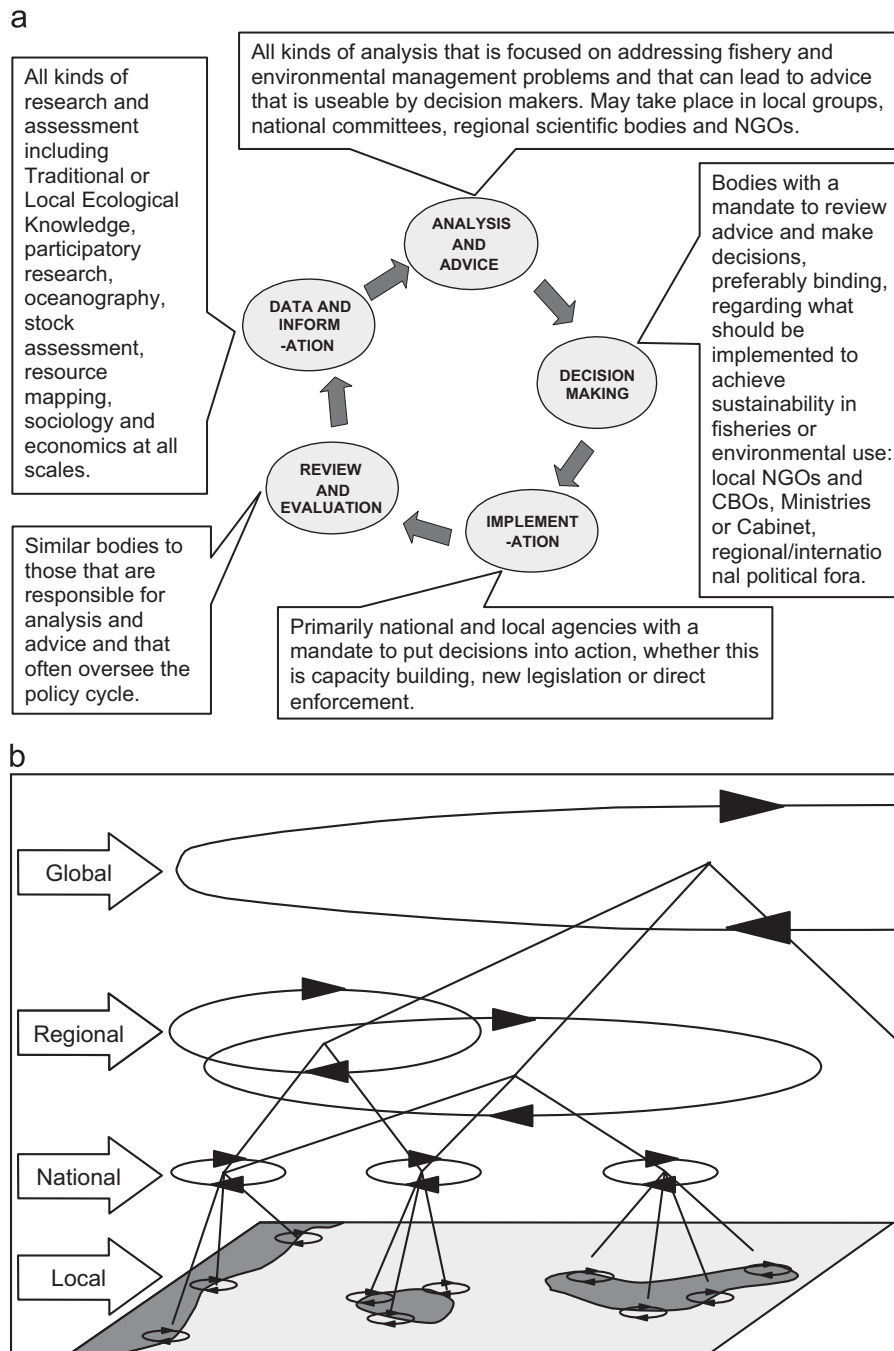 a
All kinds of analysis that is focused on addressing fishery and
environmental management problems and that can lead to advice
that is useable by decision makers. May take place in local groups,
national committees, regional scientific bodies and NGOs.
All kinds of
research and
assessment
including
Traditional or
Local Ecological
Knowledge,
participatory
research,
oceanography,
stock
assessment,
resource
mapping,
sociology and
economics at all
scales.
Bodies with a
mandate to review
advice and make
decisions,
preferably binding,
regarding what
should be
implemented to
achieve
sustainability in
fisheries or
environmental use:
local NGOs and
CBOs, Ministries
or Cabinet,
regional/internatio
nal political fora.
ANALYSIS
AND
ADVICE
DECISION
MAKING
IMPLEMENT
-ATION
REVIEW
AND
EVALUATION
DATA AND
INFORM
-ATION
Similar bodies to
those that are
responsible for
analysis and
advice and that
often oversee the
policy cycle.
Primarily national and local agencies with a
mandate to put decisions into action, whether this
is capacity building, new legislation or direct
enforcement.
b
Global
Regional
National
Local